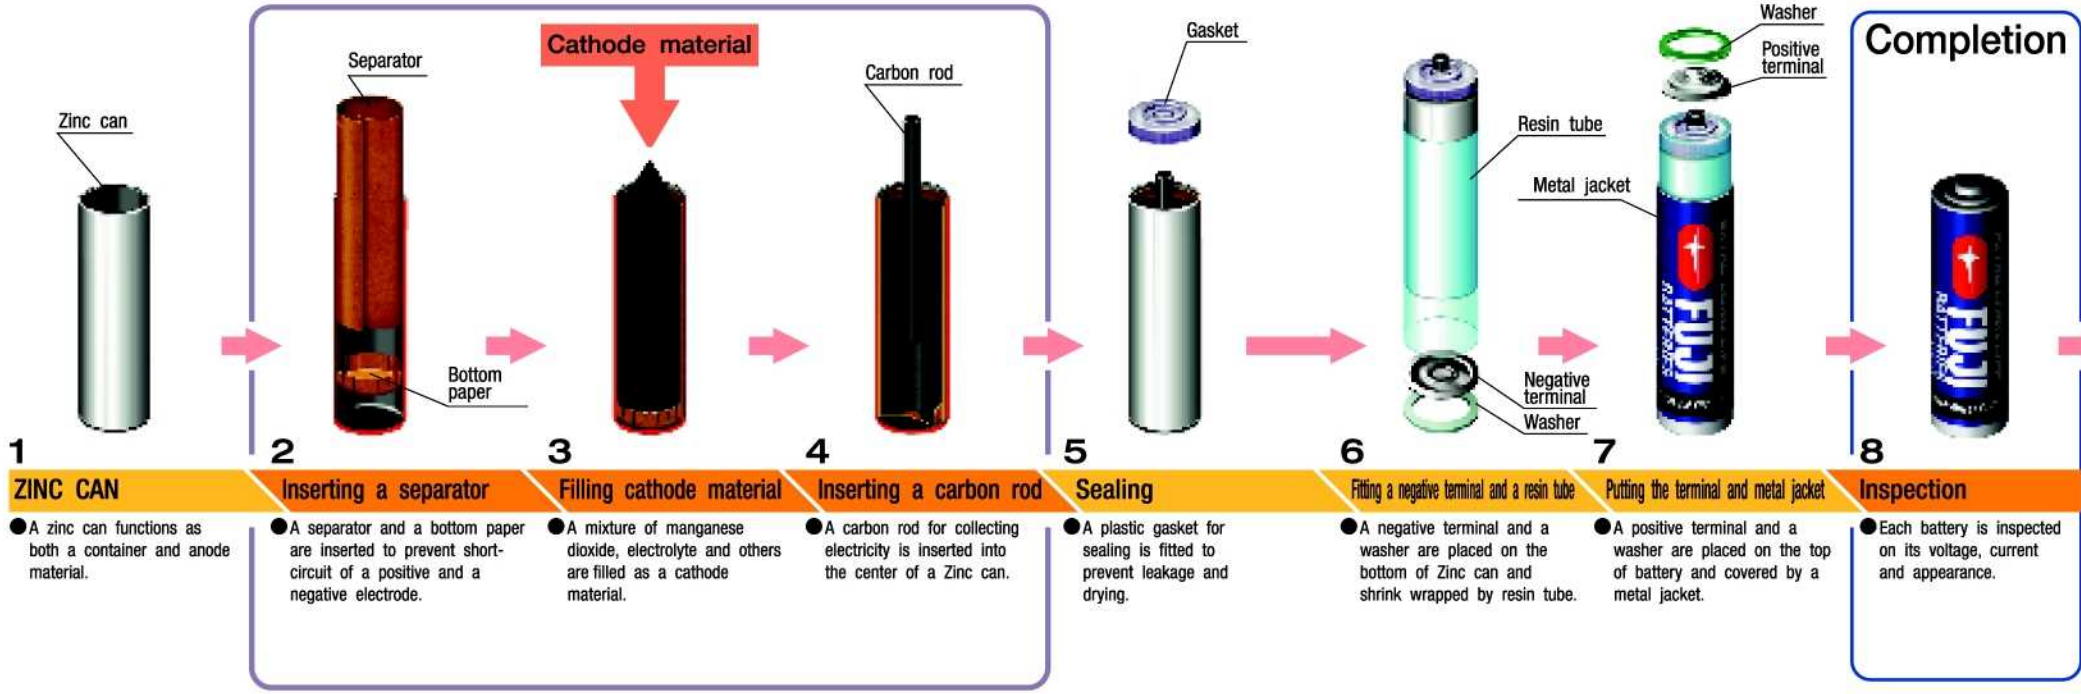 Zinc can
Separator
Bottom
paper
Cathode material
Carbon rod
Gasket
Resin tube
Negative
terminal
Washer
Washer
Positive
terminal
Metal jacket
FUJI
BATTERIES
Completion
FUJI
BATTERIES
1
ZINC CAN
●A zinc can functions as
both a container and anode
material.
2
Inserting a separator
●A separator and a bottom paper
are inserted to prevent short-
circuit of a positive and a
negative electrode.
3
Filling cathode material
●A mixture of manganese
dioxide, electrolyte and others
are filled as a cathode
material.
4
Inserting a carbon rod
●A carbon rod for collecting
electricity is inserted into
the center of a Zinc can.
5
Sealing
●A plastic gasket for
sealing is fitted to
prevent leakage and
drying.
6
Fitting a negative terminal and a resin tube
●A negative terminal and a
washer are placed on the
bottom of Zinc can and
shrink wrapped by resin tube.
7
Putting the terminal and metal jacket
●A positive terminal and a
washer are placed on the top
of battery and covered by a
metal jacket.
8
Inspection
●Each battery is inspected
on its voltage, current
and appearance.